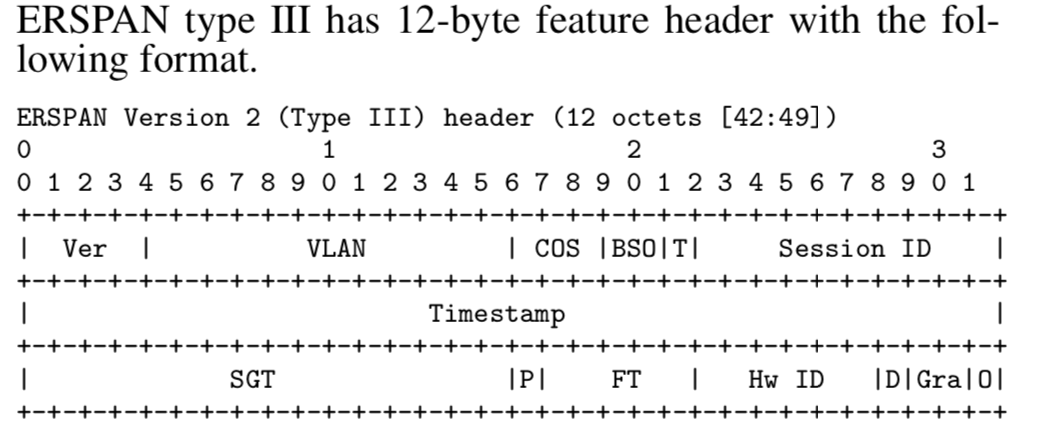 ERSPAN type III has 12-byte feature header with the fol-
lowing format.
ERSPAN Version 2 (Type III) header (12 octets [42:49])
0                   1                   2                   3
0 1 2 3 4 5 6 7 8 9 0 1 2 3 4 5 6 7 8 9 0 1 2 3 4 5 6 7 8 9 0 1
+-+-+-+-+-+-+-+-+-+-+-+-+-+-+-+-+-+-+-+-+-+-+-+-+-+-+-+-+-+-+-+-+
|  Ver  |          VLAN         | COS |BSO|T|     Session ID    |
+-+-+-+-+-+-+-+-+-+-+-+-+-+-+-+-+-+-+-+-+-+-+-+-+-+-+-+-+-+-+-+-+
|                          Timestamp                            |
+-+-+-+-+-+-+-+-+-+-+-+-+-+-+-+-+-+-+-+-+-+-+-+-+-+-+-+-+-+-+-+-+
|             SGT               |P|    FT   |   Hw ID   |D|Gra|O|
+-+-+-+-+-+-+-+-+-+-+-+-+-+-+-+-+-+-+-+-+-+-+-+-+-+-+-+-+-+-+-+-+